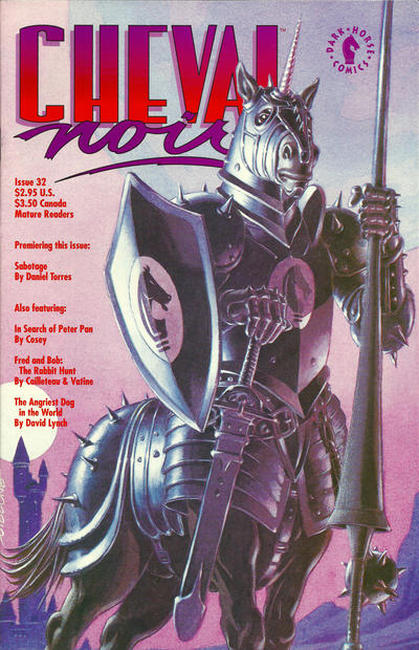 CHEVAL
noir
™
DARK HORSE
COMICS
Issue 32
$2.95 U.S.
$3.50 Canada
Mature Readers
Premiering this issue:
Sabotage
By Daniel Torres
Also featuring:
In Search of Peter Pan
By Cosey
Fred and Bob:
The Rabbit Hunt
By Cailleteau & Vatine
The Angriest Dog
in the World
By David Lynch